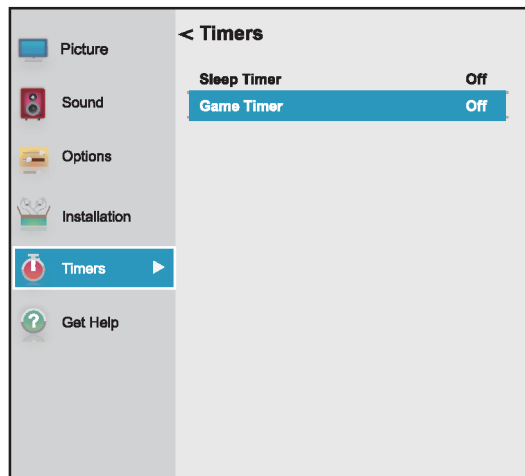 Picture
Sound
Options
Installation
Timers
Get Help
< Timers
Sleep Timer Off
Game Timer Off